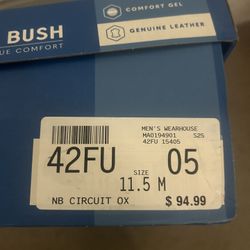 COMFORT GEL
BUSH
GENUINE LEATHER
UE COMFORT
MEN'S WEARHOUSE
MA0194901 S25
42FU 15405
42FU 05
SIZE
11.5 M
NB CIRCUIT OX $ 94.99